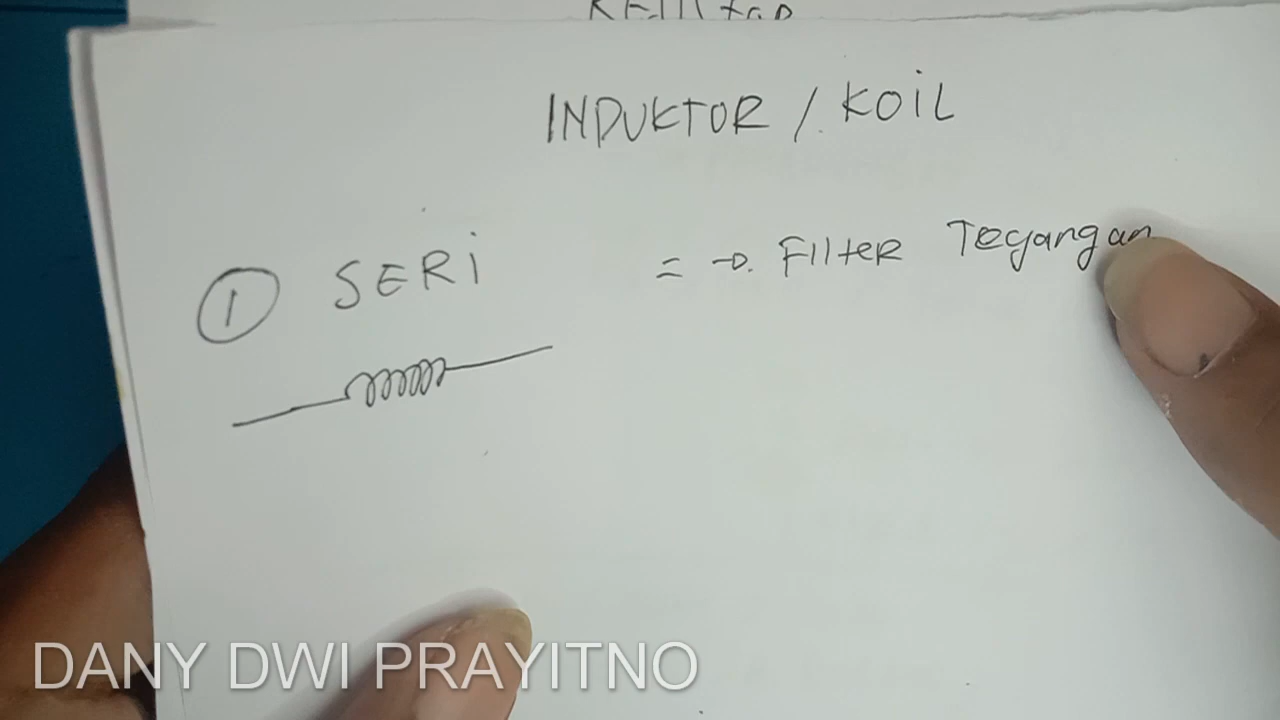 INDUKTOR / KOiL
① SERi = → FilteR Tegangan
DANY DWI PRAYITNO